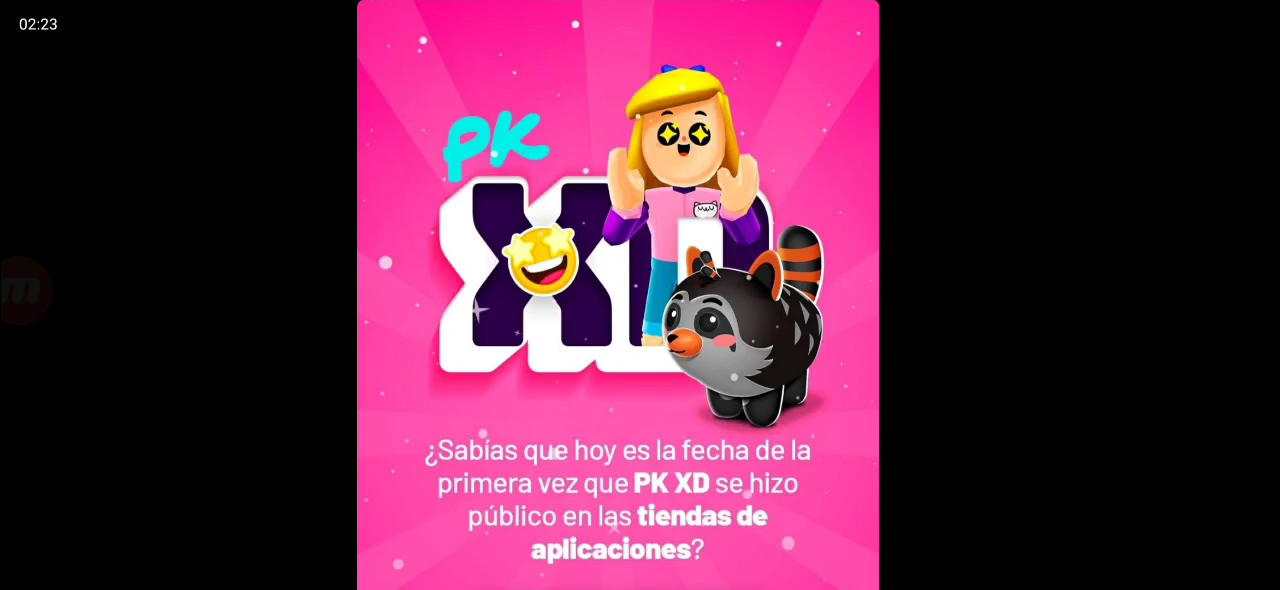 02:23
PK
XD
¿Sabías que hoy es la fecha de la
primera vez que PK XD se hizo
público en las tiendas de
aplicaciones?